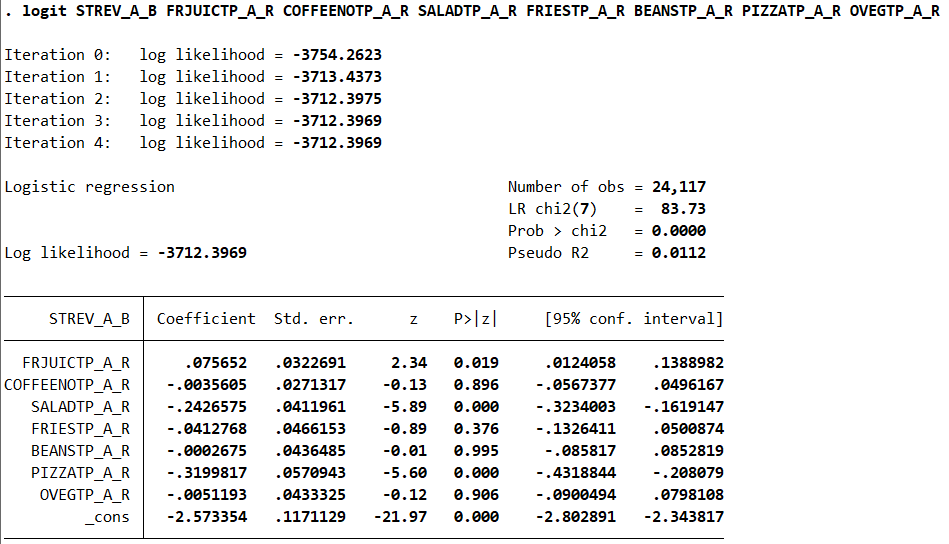 . logit STREV_A_B FRJUICTP_A_R COFFEENOTP_A_R SALADTP_A_R FRIESTP_A_R BEANSTP_A_R PIZZATP_A_R OVEGTP_A_R
Iteration 0:   log likelihood = -3754.2623
Iteration 1:   log likelihood = -3713.4373
Iteration 2:   log likelihood = -3712.3975
Iteration 3:   log likelihood = -3712.3969
Iteration 4:   log likelihood = -3712.3969
Logistic regression                                     Number of obs = 24,117
LR chi2(7)    =  83.73
Prob > chi2   = 0.0000
Log likelihood = -3712.3969                             Pseudo R2     = 0.0112
STREV_A_B   Coefficient  Std. err.      z    P>|z|     [95% conf. interval]
FRJUICTP_A_R     .075652   .0322691     2.34   0.019     .0124058    .1388982
COFFEENOTP_A_R   -.0035605   .0271317    -0.13   0.896    -.0567377    .0496167
SALADTP_A_R   -.2426575   .0411961    -5.89   0.000    -.3234003   -.1619147
FRIESTP_A_R   -.0412768   .0466153    -0.89   0.376    -.1326411    .0500874
BEANSTP_A_R   -.0002675   .0436485    -0.01   0.995     -.085817    .0852819
PIZZATP_A_R   -.3199817   .0570943    -5.60   0.000    -.4318844    -.208079
OVEGTP_A_R   -.0051193   .0433325    -0.12   0.906    -.0900494    .0798108
_cons   -2.573354   .1171129   -21.97   0.000    -2.802891   -2.343817